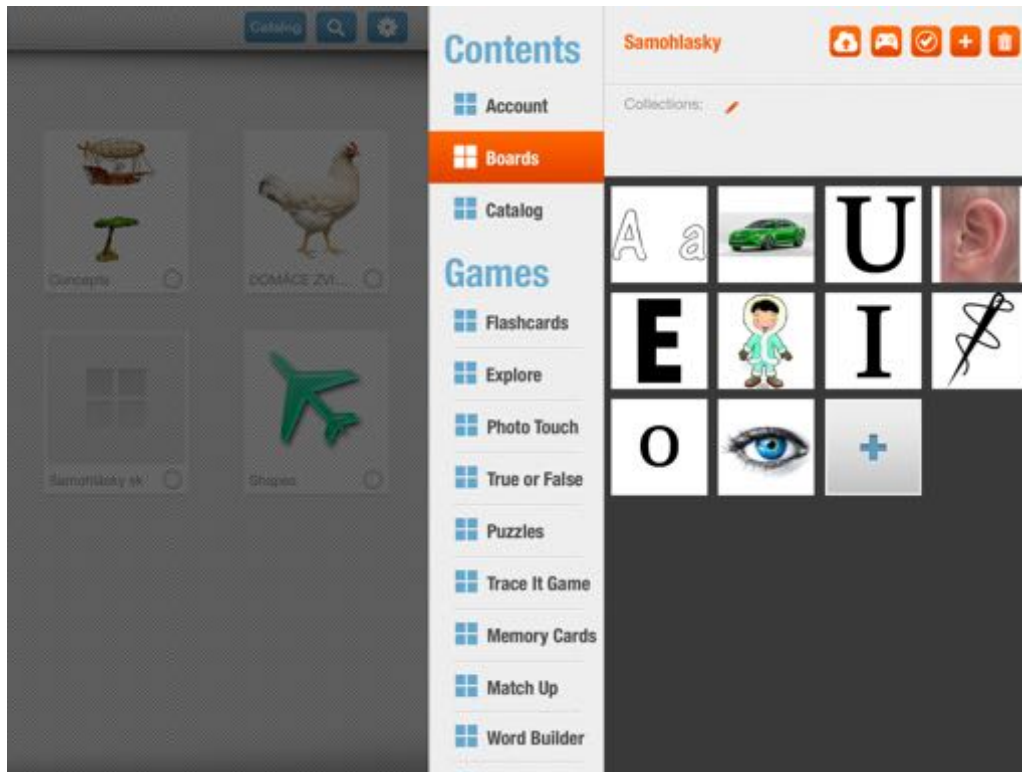 Catalog
Concepts
DOMÁCE ZVI...
Samohlásky sk
Shapes
Contents
Account
Boards
Catalog
Games
Flashcards
Explore
Photo Touch
True or False
Puzzles
Trace It Game
Memory Cards
Match Up
Word Builder
Samohlasky
Collections:
A a
U
E
I
o